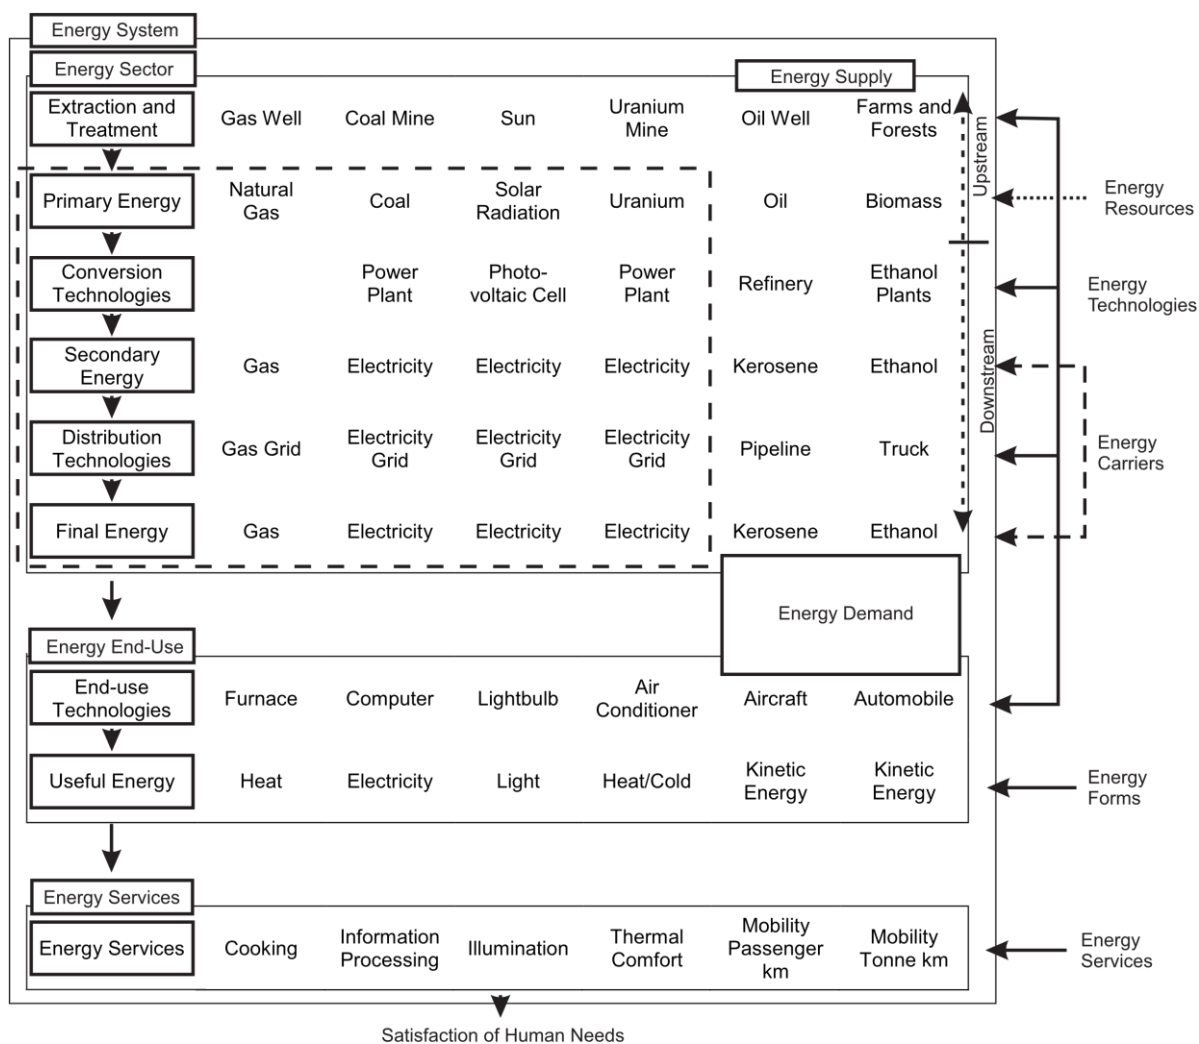 Energy System
Energy Sector
Energy Supply
Extraction and
Treatment
Gas Well
Coal Mine
Sun
Uranium
Mine
Oil Well
Farms and
Forests
Upstream
Primary Energy
Natural
Gas
Coal
Solar
Radiation
Uranium
Oil
Biomass
Energy
Resources
Conversion
Technologies
Power
Plant
Photo-
voltaic Cell
Power
Plant
Refinery
Ethanol
Plants
Energy
Technologies
Downstream
Secondary
Energy
Gas
Electricity
Electricity
Electricity
Kerosene
Ethanol
Distribution
Technologies
Gas Grid
Electricity
Grid
Electricity
Grid
Electricity
Grid
Pipeline
Truck
Energy
Carriers
Final Energy
Gas
Electricity
Electricity
Electricity
Kerosene
Ethanol
Energy Demand
Energy End-Use
End-use
Technologies
Furnace
Computer
Lightbulb
Air
Conditioner
Aircraft
Automobile
Useful Energy
Heat
Electricity
Light
Heat/Cold
Kinetic
Energy
Kinetic
Energy
Energy
Forms
Energy Services
Energy Services
Cooking
Information
Processing
Illumination
Thermal
Comfort
Mobility
Passenger
km
Mobility
Tonne km
Energy
Services
Satisfaction of Human Needs